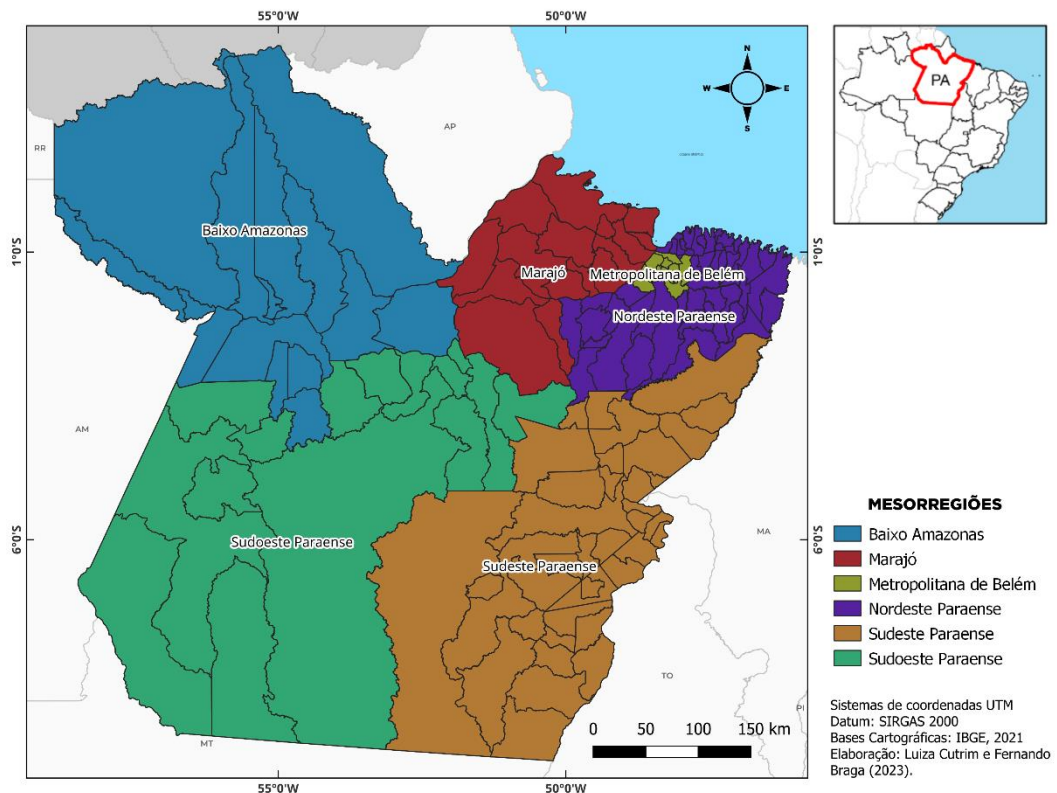 55°0'W
50°0'W
N
W
E
S
PA
AP
RR
Baixo Amazonas
1°0'S
1°0'S
Marajó
Metropolitana de Belém
Nordeste Paraense
AM
MESORREGIÕES
Baixo Amazonas
Marajó
Metropolitana de Belém
Nordeste Paraense
Sudeste Paraense
Sudoeste Paraense
MA
6°0'S
6°0'S
Sudoeste Paraense
Sudeste Paraense
TO
PI
MT
0 50 100 150 km
Sistemas de coordenadas UTM
Datum: SIRGAS 2000
Bases Cartográficas: IBGE, 2021
Elaboração: Luiza Cutrim e Fernando
Braga (2023).
55°0'W
50°0'W